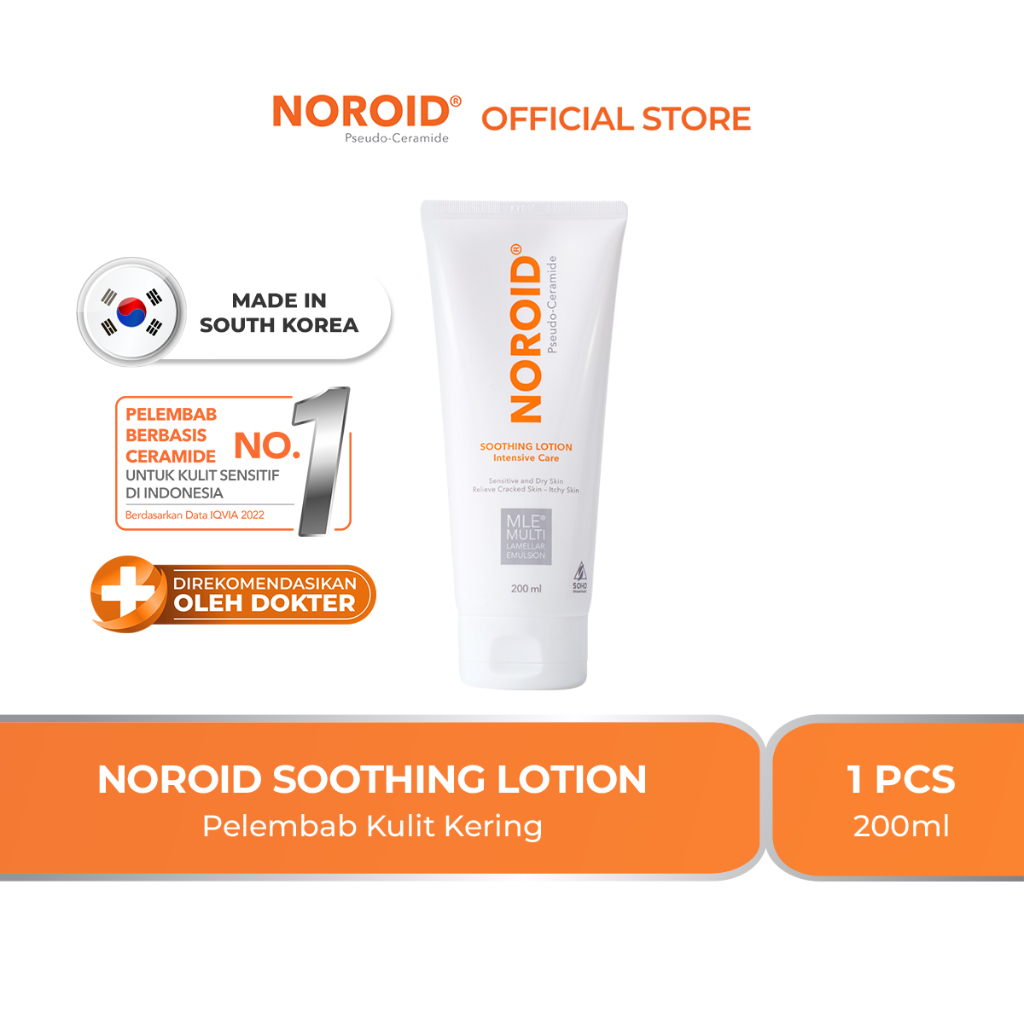 NOROID®
Pseudo-Ceramide
OFFICIAL STORE
MADE IN
SOUTH KOREA
PELEMBAB
BERBASIS
CERAMIDE NO. 1
UNTUK KULIT SENSITIF
DI INDONESIA
Berdasarkan Data IQVIA 2022
DIREKOMENDASIKAN
OLEH DOKTER
NOROID®
Pseudo-Ceramide
SOOTHING LOTION
Intensive Care
Sensitive and Dry Skin
Relieve Cracked Skin - Itchy Skin
MLE®
MULTI
LAMELLAR
EMULSION
200 ml
SOHO
NOROID SOOTHING LOTION
Pelembab Kulit Kering
1 PCS
200ml